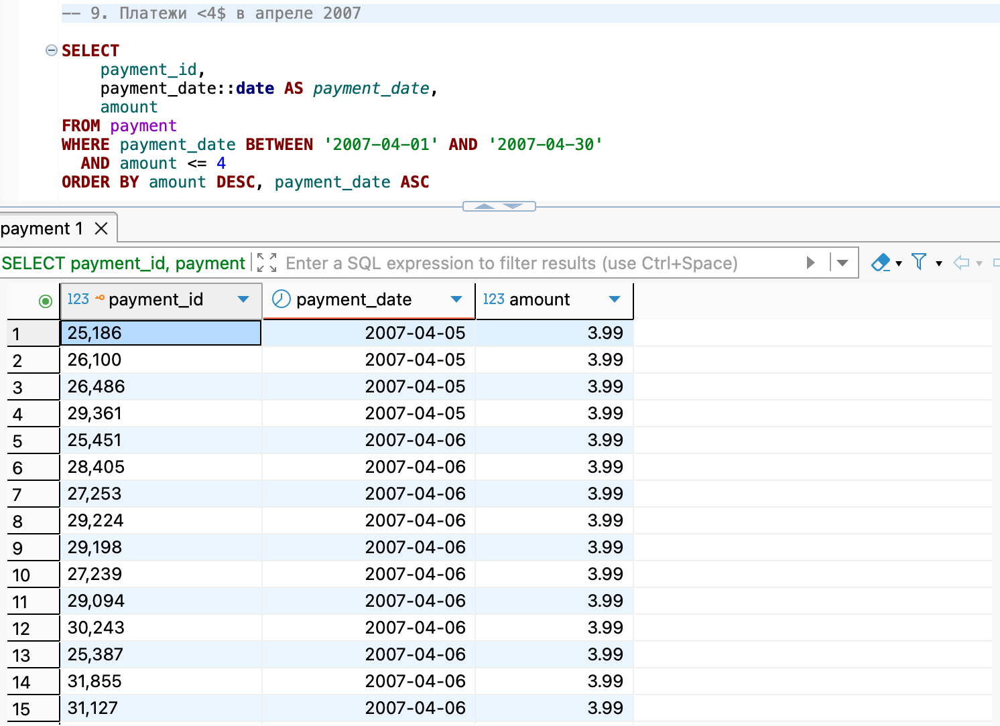 -- 9. Платежи <4$ в апреле 2007
SELECT
payment_id,
payment_date::date AS payment_date,
amount
FROM payment
WHERE payment_date BETWEEN '2007-04-01' AND '2007-04-30'
AND amount <= 4
ORDER BY amount DESC, payment_date ASC
payment 1
SELECT payment_id, payment Enter a SQL expression to filter results (use Ctrl+Space)
123 payment_id payment_date 123 amount
1 25,186 2007-04-05 3.99
2 26,100 2007-04-05 3.99
3 26,486 2007-04-05 3.99
4 29,361 2007-04-05 3.99
5 25,451 2007-04-06 3.99
6 28,405 2007-04-06 3.99
7 27,253 2007-04-06 3.99
8 29,224 2007-04-06 3.99
9 29,198 2007-04-06 3.99
10 27,239 2007-04-06 3.99
11 29,094 2007-04-06 3.99
12 30,243 2007-04-06 3.99
13 25,387 2007-04-06 3.99
14 31,855 2007-04-06 3.99
15 31,127 2007-04-06 3.99